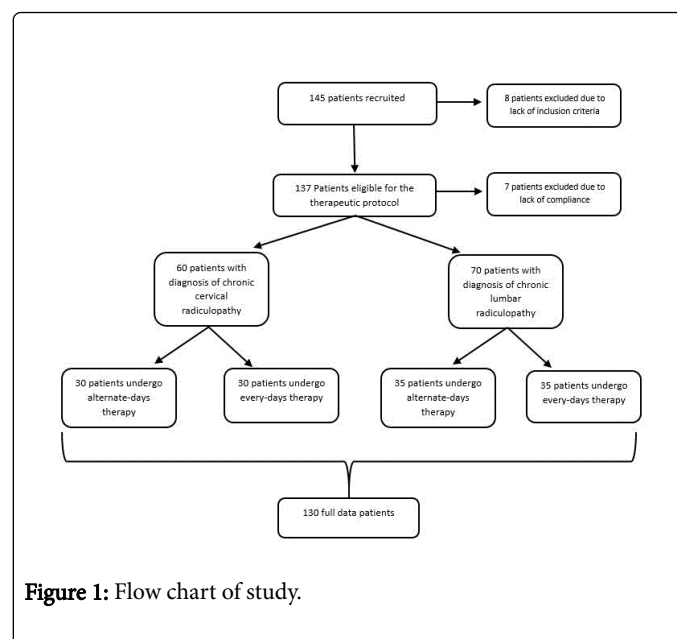 145 patients recruited
8 patients excluded due to
lack of inclusion criteria
137 Patients eligible for the
therapeutic protocol
7 patients excluded due to
lack of compliance
60 patients with
diagnosis of chronic
cervical
radiculopathy
70 patients with
diagnosis of chronic
lumbar
radiculopathy
30 patients undergo
alternate-days
therapy
30 patients undergo
every-days therapy
35 patients undergo
alternate-days
therapy
35 patients undergo
every-days therapy
130 full data patients
Figure 1: Flow chart of study.